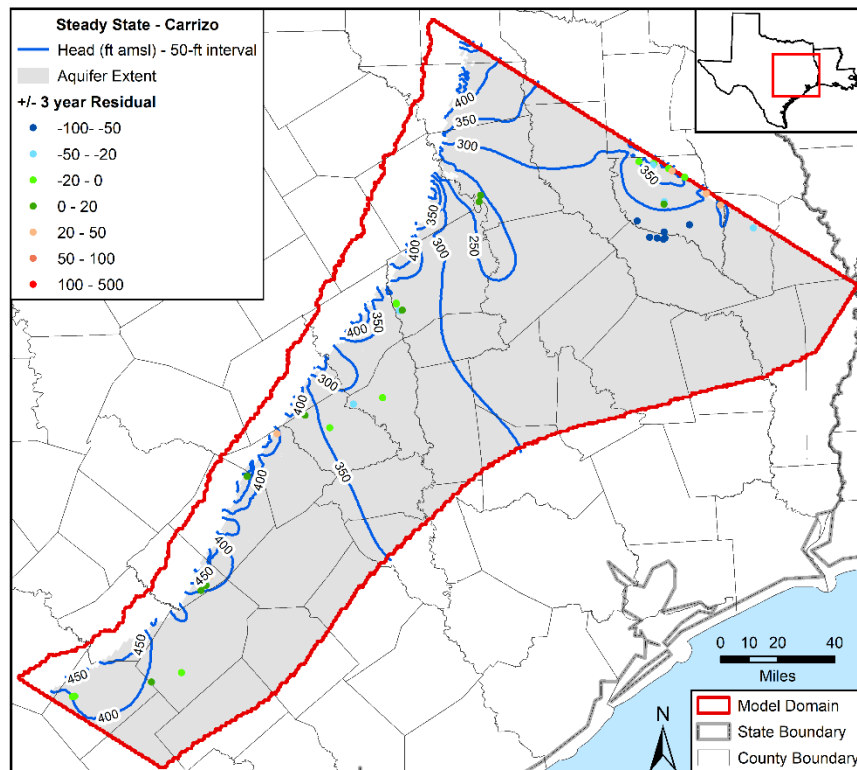 Steady State - Carrizo
Head (ft amsl) - 50-ft interval
Aquifer Extent
+/- 3 year Residual
-100- -50
-50 - -20
-20 - 0
0 - 20
20 - 50
50 - 100
100 - 500
400
350
300
350
350
250
300
400
350
400
300
400
350
400
400
450
450
450
400
0 10 20 40
Miles
N
Model Domain
State Boundary
County Boundary